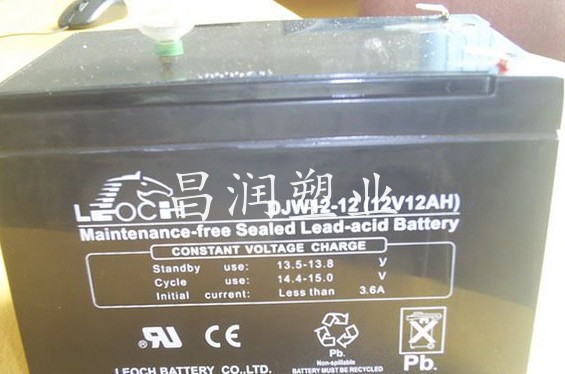 LEOCH
昌润塑业
DJW12-12 (12V12AH)
Maintenance-free Sealed Lead-acid Battery
CONSTANT VOLTAGE CHARGE
Standby use: 13.5-13.8 V
Cycle use: 14.4-15.0 V
Initial current: Less than 3.6A
Pb.
Non-spillable
BATTERY MUST BE RECYCLED
Pb.
LEOCH BATTERY CO.,LTD.